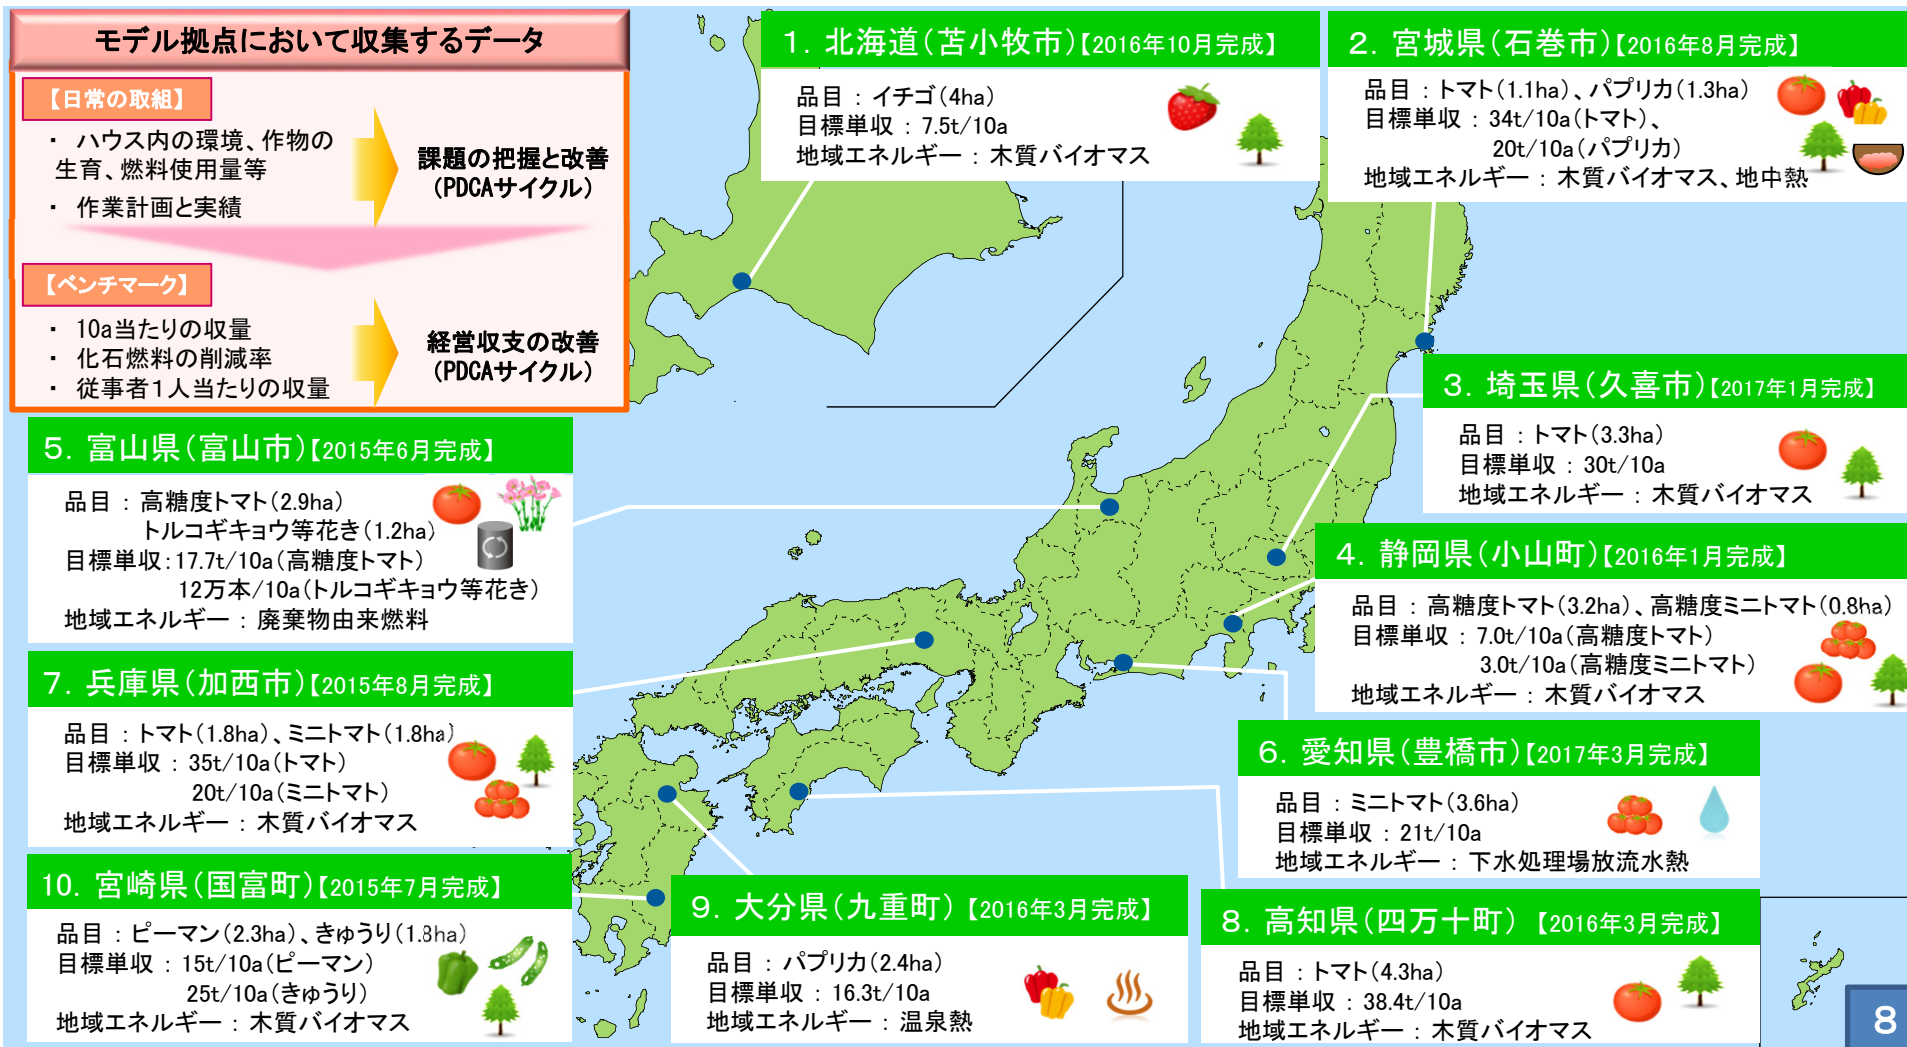 モデル拠点において収集するデータ
【日常の取組】
・ ハウス内の環境、作物の
生育、燃料使用量等
・ 作業計画と実績
課題の把握と改善
(PDCAサイクル)
【ベンチマーク】
・ 10a当たりの収量
・ 化石燃料の削減率
・ 従事者1人当たりの収量
経営収支の改善
(PDCAサイクル)
1. 北海道(苫小牧市)【2016年10月完成】
品目 : イチゴ(4ha)
目標単収 : 7.5t/10a
地域エネルギー : 木質バイオマス
2. 宮城県(石巻市)【2016年8月完成】
品目 : トマト(1.1ha)、パプリカ(1.3ha)
目標単収 : 34t/10a(トマト)、
20t/10a(パプリカ)
地域エネルギー : 木質バイオマス、地中熱
3. 埼玉県(久喜市)【2017年1月完成】
品目 : トマト(3.3ha)
目標単収 : 30t/10a
地域エネルギー : 木質バイオマス
4. 静岡県(小山町)【2016年1月完成】
品目 : 高糖度トマト(3.2ha)、高糖度ミニトマト(0.8ha)
目標単収 : 7.0t/10a(高糖度トマト)
3.0t/10a(高糖度ミニトマト)
地域エネルギー : 木質バイオマス
5. 富山県(富山市)【2015年6月完成】
品目 : 高糖度トマト(2.9ha)
トルコギキョウ等花き(1.2ha)
目標単収:17.7t/10a(高糖度トマト)
12万本/10a(トルコギキョウ等花き)
地域エネルギー : 廃棄物由来燃料
6. 愛知県(豊橋市)【2017年3月完成】
品目 : ミニトマト(3.6ha)
目標単収 : 21t/10a
地域エネルギー : 下水処理場放流水熱
7. 兵庫県(加西市)【2015年8月完成】
品目 : トマト(1.8ha)、ミニトマト(1.8ha)
目標単収 : 35t/10a(トマト)
20t/10a(ミニトマト)
地域エネルギー : 木質バイオマス
8. 高知県(四万十町) 【2016年3月完成】
品目 : トマト(4.3ha)
目標単収 : 38.4t/10a
地域エネルギー : 木質バイオマス
9. 大分県(九重町) 【2016年3月完成】
品目 : パプリカ(2.4ha)
目標単収 : 16.3t/10a
地域エネルギー : 温泉熱
10. 宮崎県(国富町)【2015年7月完成】
品目 : ピーマン(2.3ha)、きゅうり(1.8ha)
目標単収 : 15t/10a(ピーマン)
25t/10a(きゅうり)
地域エネルギー : 木質バイオマス
8